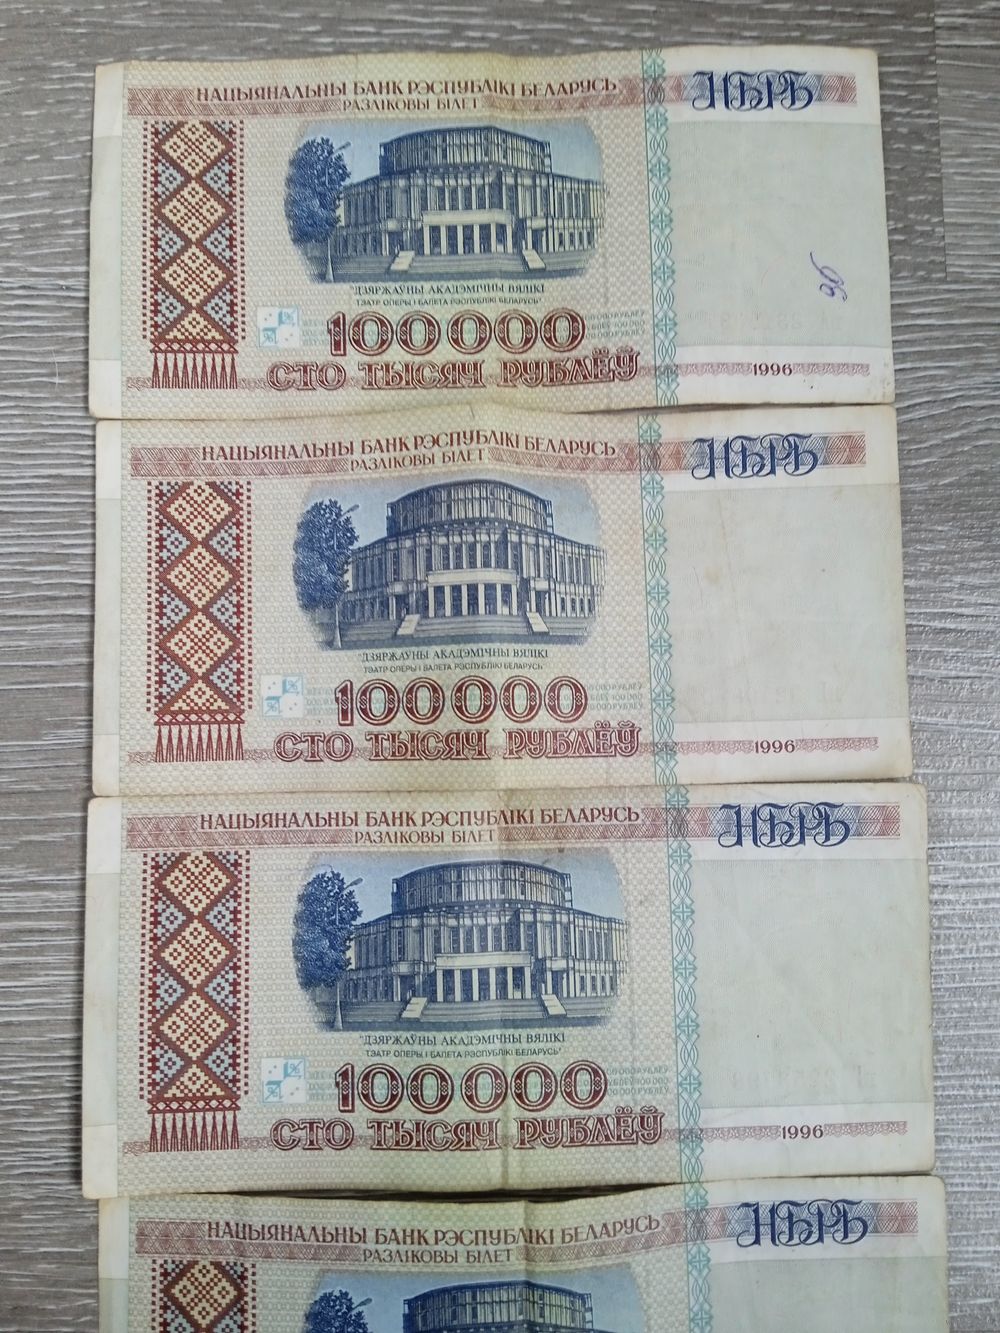 НАЦЫЯНАЛЬНЫ БАНК РЭСПУБЛІКІ БЕЛАРУСЬ
НБРБ
РАЗЛІКОВЫ БІЛЕТ
"ДЗЯРЖАЎНЫ АКАДЭМІЧНЫ ВЯЛІКІ
ТЭАТР ОПЕРЫ І БАЛЕТА РЭСПУБЛІКІ БЕЛАРУСЬ"
100000
СТО ТЫСЯЧ РУБЛЁЎ
1996
НАЦЫЯНАЛЬНЫ БАНК РЭСПУБЛІКІ БЕЛАРУСЬ
НБРБ
РАЗЛІКОВЫ БІЛЕТ
"ДЗЯРЖАЎНЫ АКАДЭМІЧНЫ ВЯЛІКІ
ТЭАТР ОПЕРЫ І БАЛЕТА РЭСПУБЛІКІ БЕЛАРУСЬ"
100000
СТО ТЫСЯЧ РУБЛЁЎ
1996
НАЦЫЯНАЛЬНЫ БАНК РЭСПУБЛІКІ БЕЛАРУСЬ
НБРБ
РАЗЛІКОВЫ БІЛЕТ
"ДЗЯРЖАЎНЫ АКАДЭМІЧНЫ ВЯЛІКІ
ТЭАТР ОПЕРЫ І БАЛЕТА РЭСПУБЛІКІ БЕЛАРУСЬ"
100000
СТО ТЫСЯЧ РУБЛЁЎ
1996
НАЦЫЯНАЛЬНЫ БАНК РЭСПУБЛІКІ БЕЛАРУСЬ
НБРБ
РАЗЛІКОВЫ БІЛЕТ